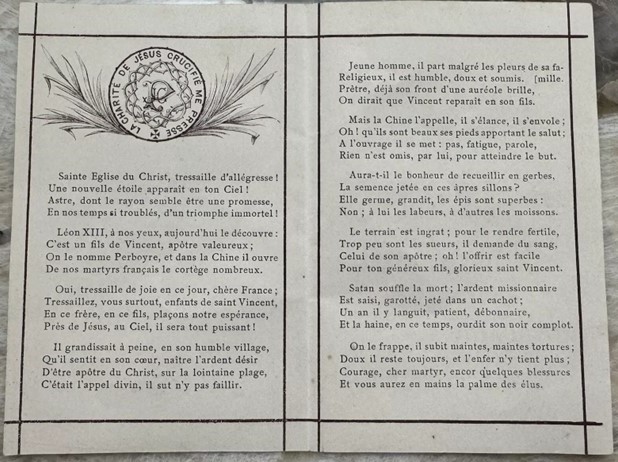 LA CHARITÉ DE JÉSUS CRUCIFIÉ ME PRESSE
Sainte Eglise du Christ, tressaille d'allégresse !
Une nouvelle étoile apparaît en ton Ciel !
Astre, dont le rayon semble être une promesse,
En nos temps si troublés, d'un triomphe immortel !
Léon XIII, à nos yeux, aujourd'hui le découvre :
C'est un fils de Vincent, apôtre valeureux ;
On le nomme Perboyre, et dans la Chine il ouvre
De nos martyrs français le cortège nombreux.
Oui, tressaille de joie en ce jour, chère France ;
Tressaillez, vous surtout, enfants de saint Vincent,
En ce frère, en ce fils, plaçons notre espérance,
Près de Jésus, au Ciel, il sera tout puissant !
Il grandissait à peine, en son humble village,
Qu'il sentit en son cœur, naître l'ardent désir
D'être apôtre du Christ, sur la lointaine plage,
C'était l'appel divin, il sut n'y pas faillir.
Jeune homme, il part malgré les pleurs de sa fa-
Religieux, il est humble, doux et soumis. (mille.
Prêtre, déjà son front d'une auréole brille,
On dirait que Vincent reparaît en son fils.
Mais la Chine l'appelle, il s'élance, il s'envole ;
Oh ! qu'ils sont beaux ses pieds apportant le salut ;
A l'ouvrage il se met : pas, fatigue, parole,
Rien n'est omis, par lui, pour atteindre le but.
Aura-t-il le bonheur de recueillir en gerbes,
La semence jetée en ces âpres sillons ?
Elle germe, grandit, les épis sont superbes :
Non ; à lui les labeurs, à d'autres les moissons.
Le terrain est ingrat ; pour le rendre fertile,
Trop peu sont les sueurs, il demande du sang,
Celui de son apôtre ; oh ! l'offrir est facile
Pour ton généreux fils, glorieux saint Vincent.
Satan souffle la mort ; l'ardent missionnaire
Est saisi, garotté, jeté dans un cachot ;
Un an il y languit, patient, débonnaire,
Et la haine, en ce temps, ourdit son noir complot.
On le frappe, il subit maintes, maintes tortures ;
Doux il reste toujours, et l'enfer n'y tient plus ;
Courage, cher martyr, encor quelques blessures
Et vous aurez en mains la palme des élus.